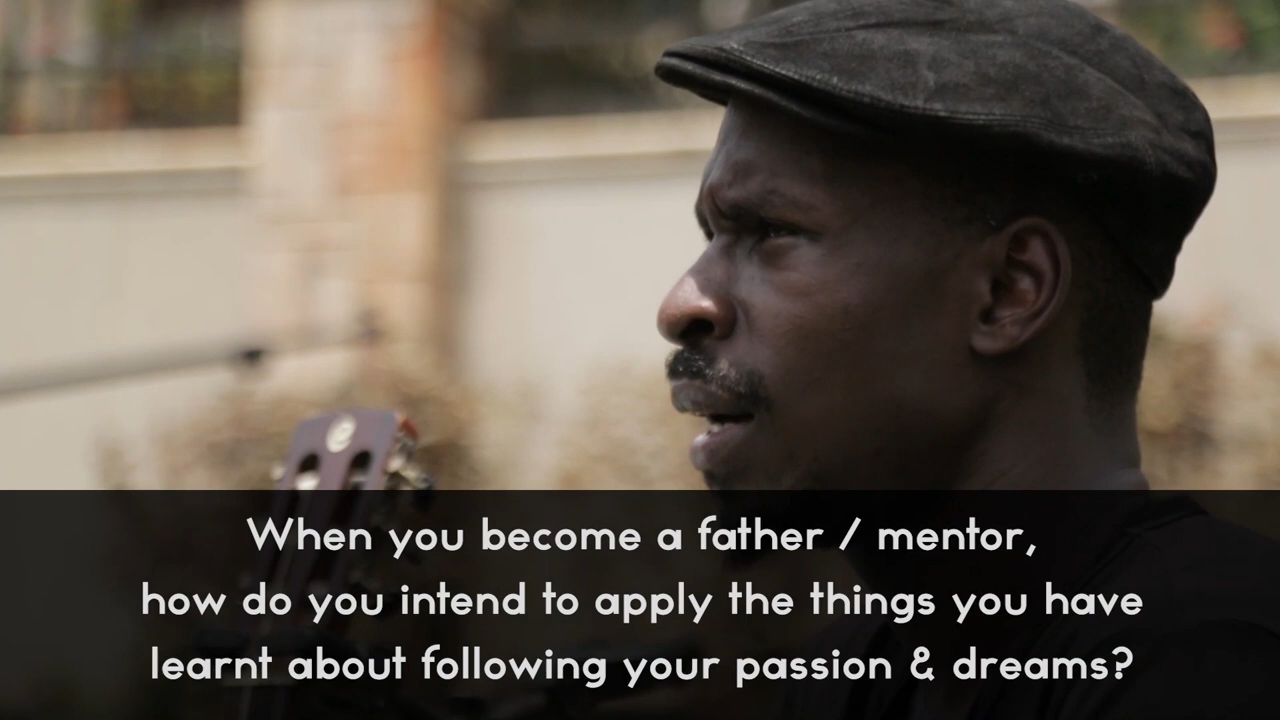 When you become a father / mentor,
how do you intend to apply the things you have
learnt about following your passion & dreams?